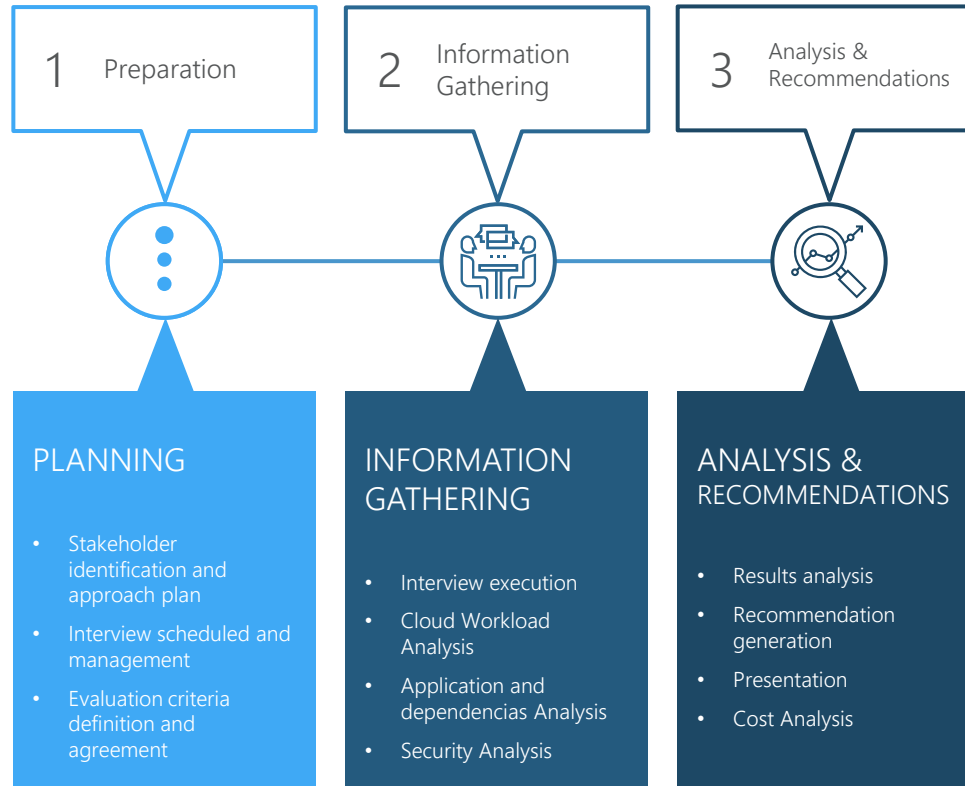 1
Preparation
2
Information
Gathering
3
Analysis &
Recommendations
PLANNING
• Stakeholder
identification and
approach plan
• Interview scheduled and
management
• Evaluation criteria
definition and
agreement
INFORMATION
GATHERING
• Interview execution
• Cloud Workload
Analysis
• Application and
dependencias Analysis
• Security Analysis
ANALYSIS &
RECOMMENDATIONS
• Results analysis
• Recommendation
generation
• Presentation
• Cost Analysis